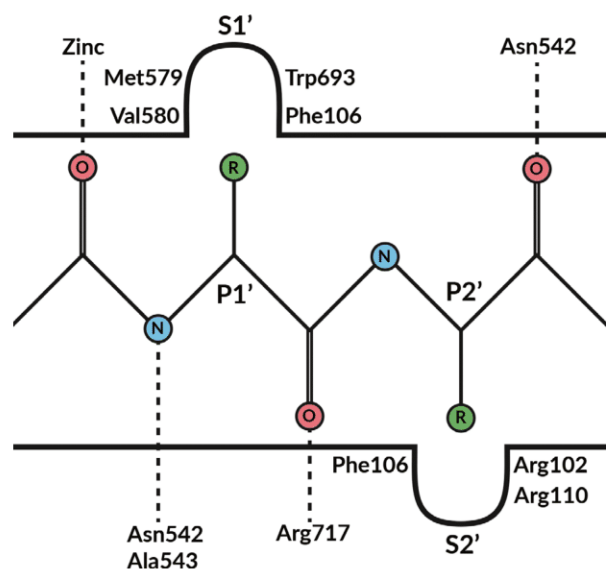 Zinc
S1’
Asn542
Met579
Trp693
Val580
Phe106
O
R
O
N
P1’
P2’
N
O
R
Phe106
Arg102
Arg110
Asn542
Ala543
Arg717
S2’